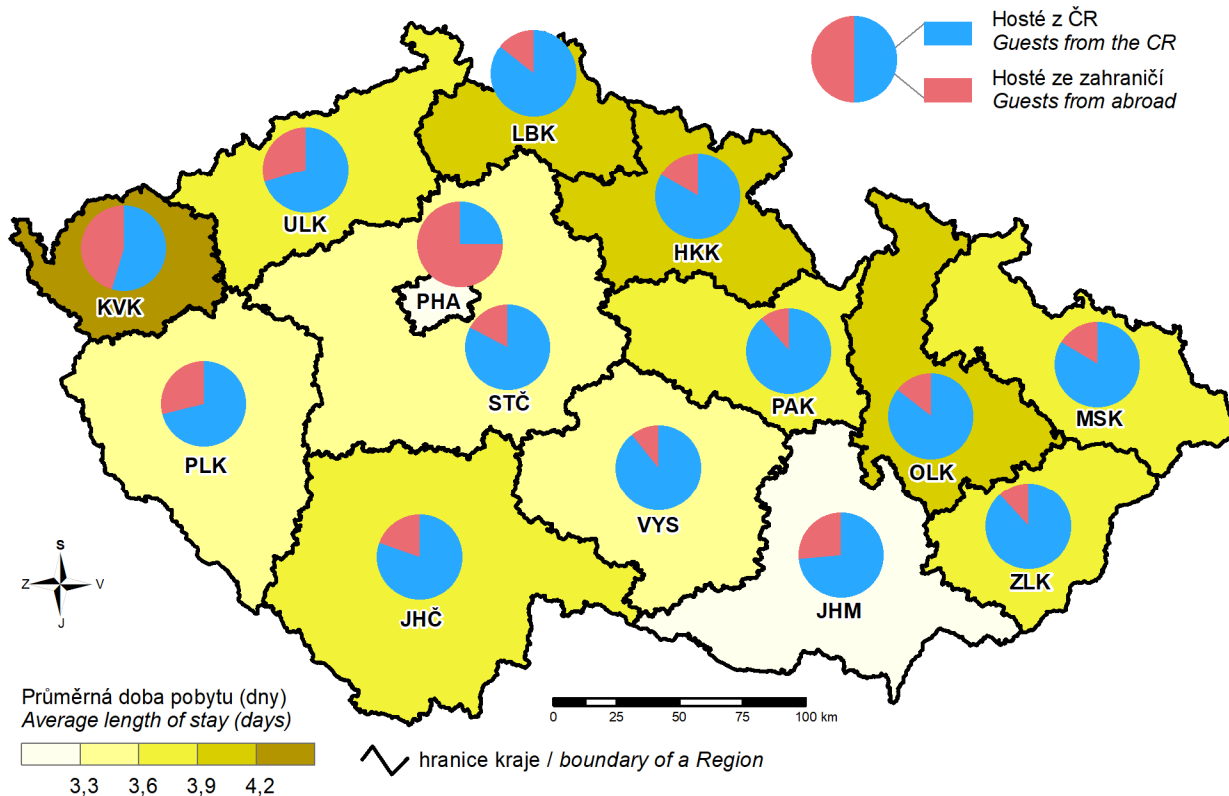 Hosté z ČR
Guests from the CR
Hosté ze zahraničí
Guests from abroad
LBK
ULK
HKK
KVK
PHA
STČ
PAK
MSK
PLK
OLK
VYS
ZLK
JHČ
JHM
S
Z V
J
Průměrná doba pobytu (dny)
Average length of stay (days)
3,3 3,6 3,9 4,2
0 25 50 75 100 km
hranice kraje / boundary of a Region